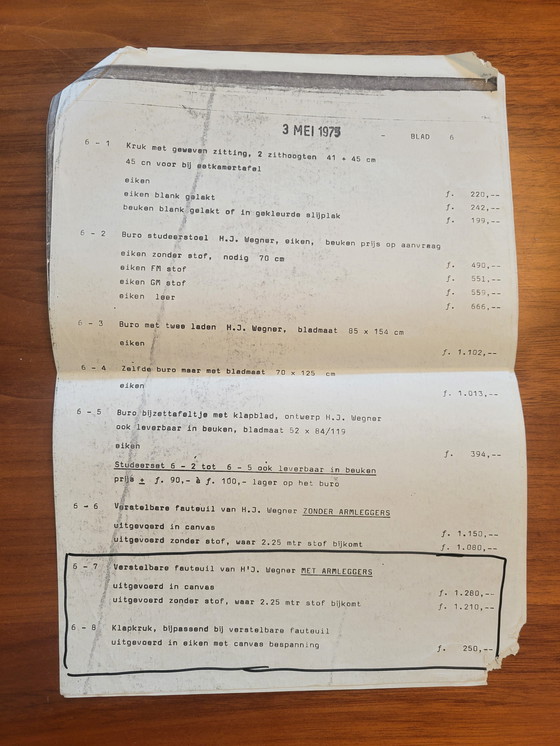 3 MEI 1975 - BLAD 6
6 - 1 Kruk met geweven zitting, 2 zithoogten 41 + 45 cm
45 cn voor bij eetkamertafel
eiken
eiken blank gelakt f. 220,--
beuken blank gelakt of in gekleurde slijplak f. 242,--
f. 199,--
6 - 2 Buro studeerstoel H.J. Wegner, eiken, beuken prijs op aanvraag
eiken zonder stof, nodig 70 cm
eiken FM stof f. 490,--
eiken GM stof f. 551,--
eiken leer f. 559,--
f. 666,--
6 - 3 Buro met twee laden H.J. Wegner, bladmaat 85 x 154 cm
eiken
f. 1.102,--
6 - 4 Zelfde buro maar met bladmaat 70 x 125 cm
eiken
f. 1.013,--
6 - 5 Buro bijzettafeltje met klapblad, ontwerp H.J. Wegner
ook leverbaar in beuken, bladmaat 52 x 84/119
eiken
f. 394,--
Studeerset 6 - 2 tot 6 - 5 ook leverbaar in beuken
prijs + f. 90,- à f. 100,- lager op het buro
6 - 6 Verstelbare fauteuil van H.J. Wegner ZONDER ARMLEGGERS
uitgevoerd in canvas f. 1.150,--
uitgevoerd zonder stof, waar 2.25 mtr stof bijkomt f. 1.080,--
6 - 7 Verstelbare fauteuil van H'J. Wegner MET ARMLEGGERS
uitgevoerd in canvas f. 1.280,--
uitgevoerd zonder stof, waar 2.25 mtr stof bijkomt f. 1.210,--
6 - 8 Klapkruk, bijpassend bij verstelbare fauteuil
uitgevoerd in eiken met canvas bespanning f. 250,--